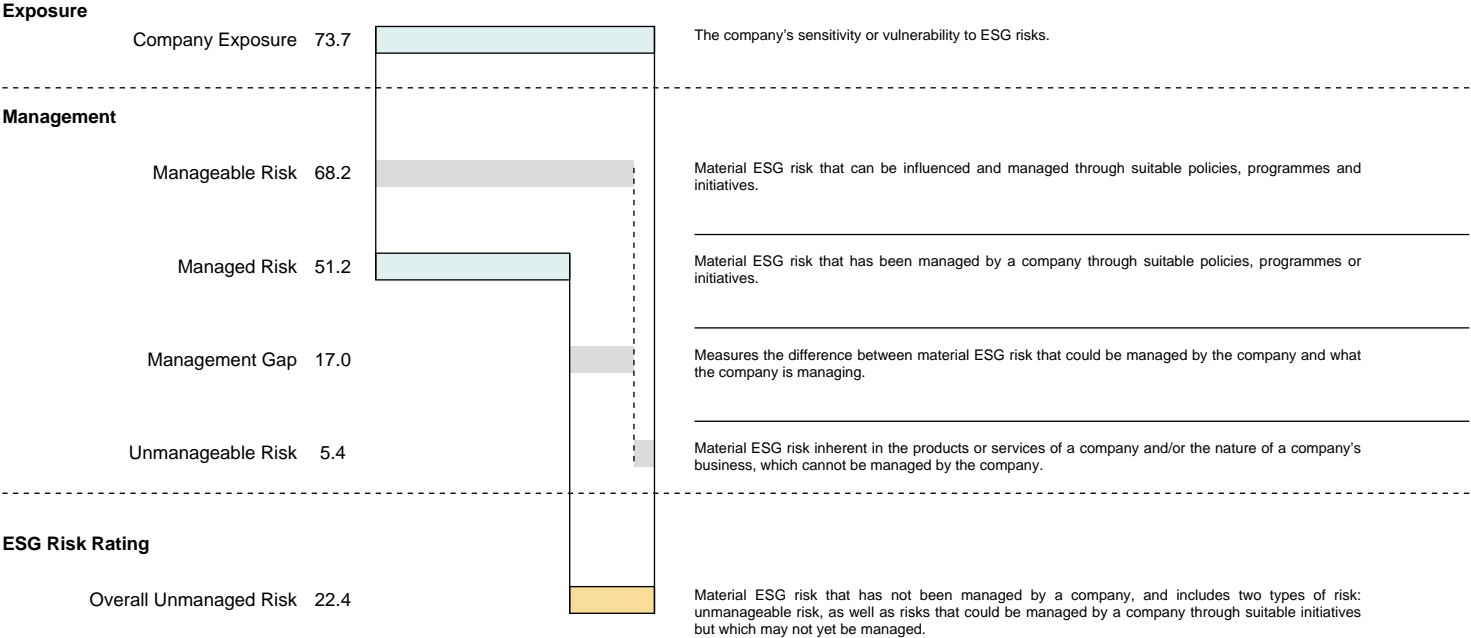 Exposure
Company Exposure 73.7
The company’s sensitivity or vulnerability to ESG risks.
Management
Manageable Risk 68.2
Material ESG risk that can be influenced and managed through suitable policies, programmes and
initiatives.
Managed Risk 51.2
Material ESG risk that has been managed by a company through suitable policies, programmes or
initiatives.
Management Gap 17.0
Measures the difference between material ESG risk that could be managed by the company and what
the company is managing.
Unmanageable Risk 5.4
Material ESG risk inherent in the products or services of a company and/or the nature of a company’s
business, which cannot be managed by the company.
ESG Risk Rating
Overall Unmanaged Risk 22.4
Material ESG risk that has not been managed by a company, and includes two types of risk:
unmanageable risk, as well as risks that could be managed by a company through suitable initiatives
but which may not yet be managed.